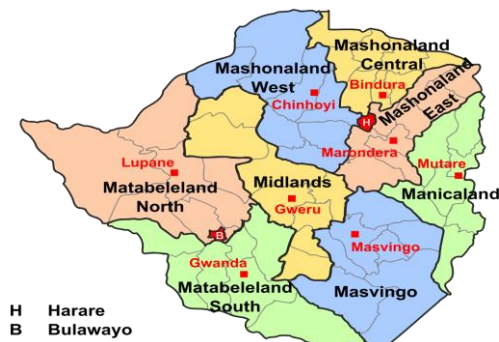 Mashonaland
Central
Bindura
Mashonaland
West
Chinhoyi
Mashonaland
East
H
Marondera
Lupane
Matabeleland
North
Midlands
Gweru
Mutare
Manicaland
Masvingo
B
Gwanda
Matabeleland
South
Masvingo
H Harare
B Bulawayo